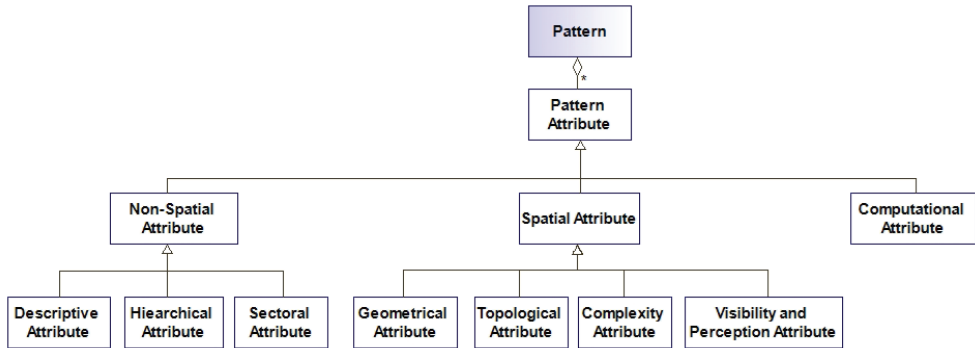 Pattern
*
Pattern
Attribute
Non-Spatial
Attribute
Spatial Attribute
Computational
Attribute
Descriptive
Attribute
Hiearchical
Attribute
Sectoral
Attribute
Geometrical
Attribute
Topological
Attribute
Complexity
Attribute
Visibility and
Perception Attribute